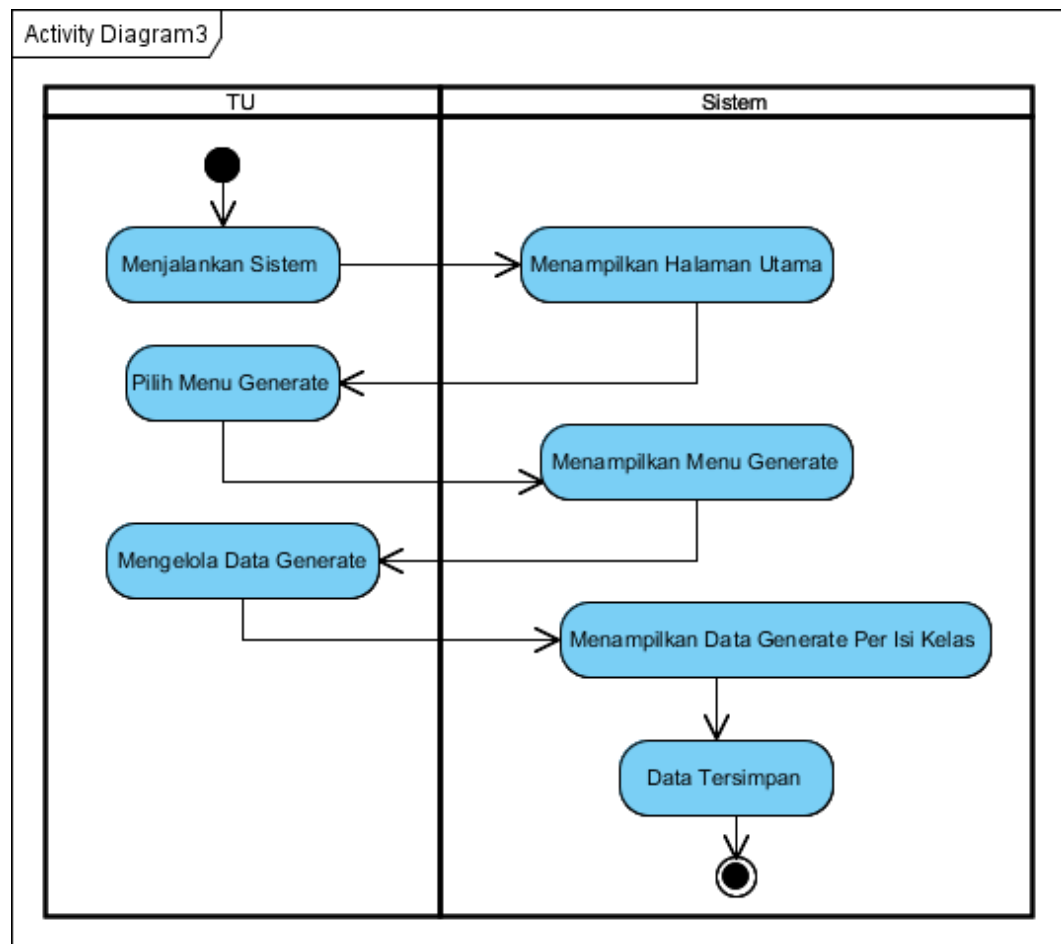 Activity Diagram3
TU
Sistem
Menjalankan Sistem
Menampilkan Halaman Utama
Pilih Menu Generate
Menampilkan Menu Generate
Mengelola Data Generate
Menampilkan Data Generate Per Isi Kelas
Data Tersimpan